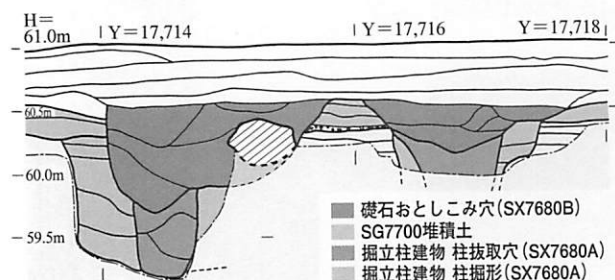 H=
61.0m
Y=17,714
Y=17,716
Y=17,718
60.5m
60.0m
59.5m
礎石おとしこみ穴(SX7680B)
SG7700堆積土
掘立柱建物 柱抜取穴(SX7680A)
掘立柱建物 柱掘形(SX7680A)